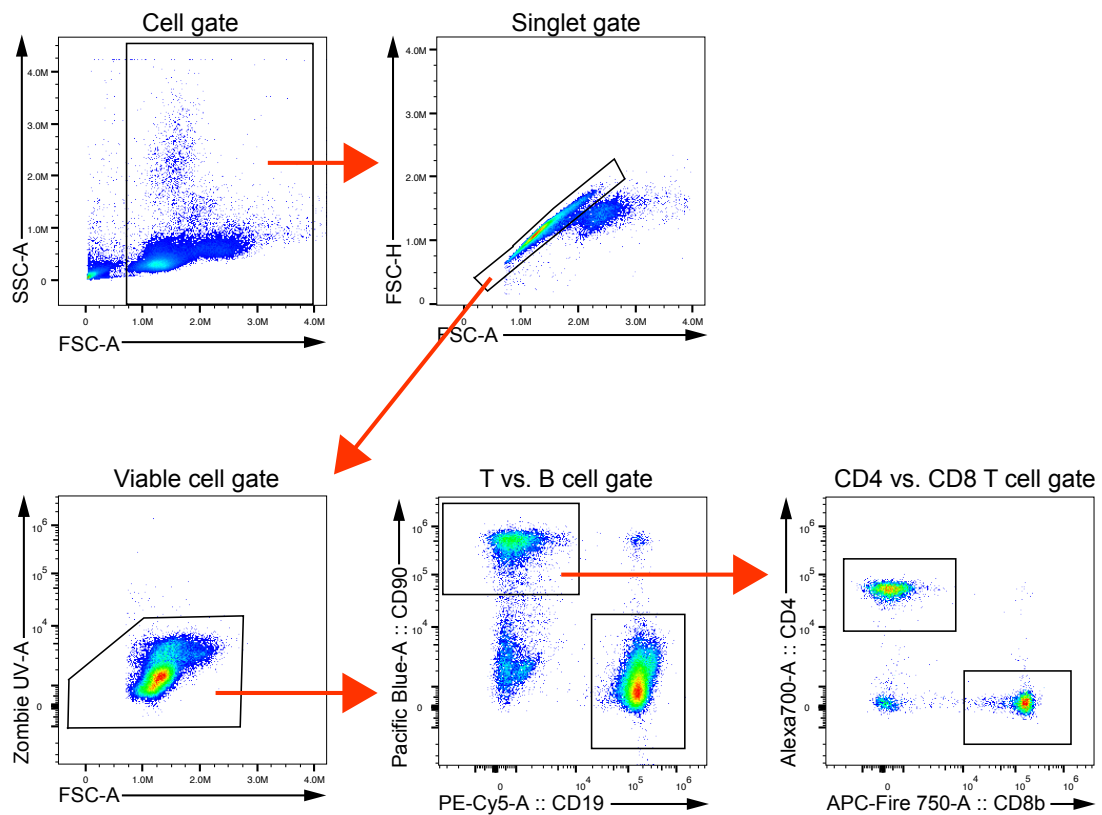 Cell gate
Singlet gate
SSC-A
4.0M
3.0M
2.0M
1.0M
0
0 1.0M 2.0M 3.0M 4.0M
FSC-A
FSC-H
4.0M
3.0M
2.0M
1.0M
0
0 1.0M 2.0M 3.0M 4.0M
FSC-A
Viable cell gate
T vs. B cell gate
CD4 vs. CD8 T cell gate
Zombie UV-A
10⁶
10⁵
10⁴
0
0 1.0M 2.0M 3.0M 4.0M
FSC-A
Pacific Blue-A :: CD90
10⁶
10⁵
10⁴
0
0 10⁴ 10⁵ 10⁶
PE-Cy5-A :: CD19
Alexa700-A :: CD4
10⁶
10⁵
10⁴
0
0 10⁴ 10⁵ 10⁶
APC-Fire 750-A :: CD8b